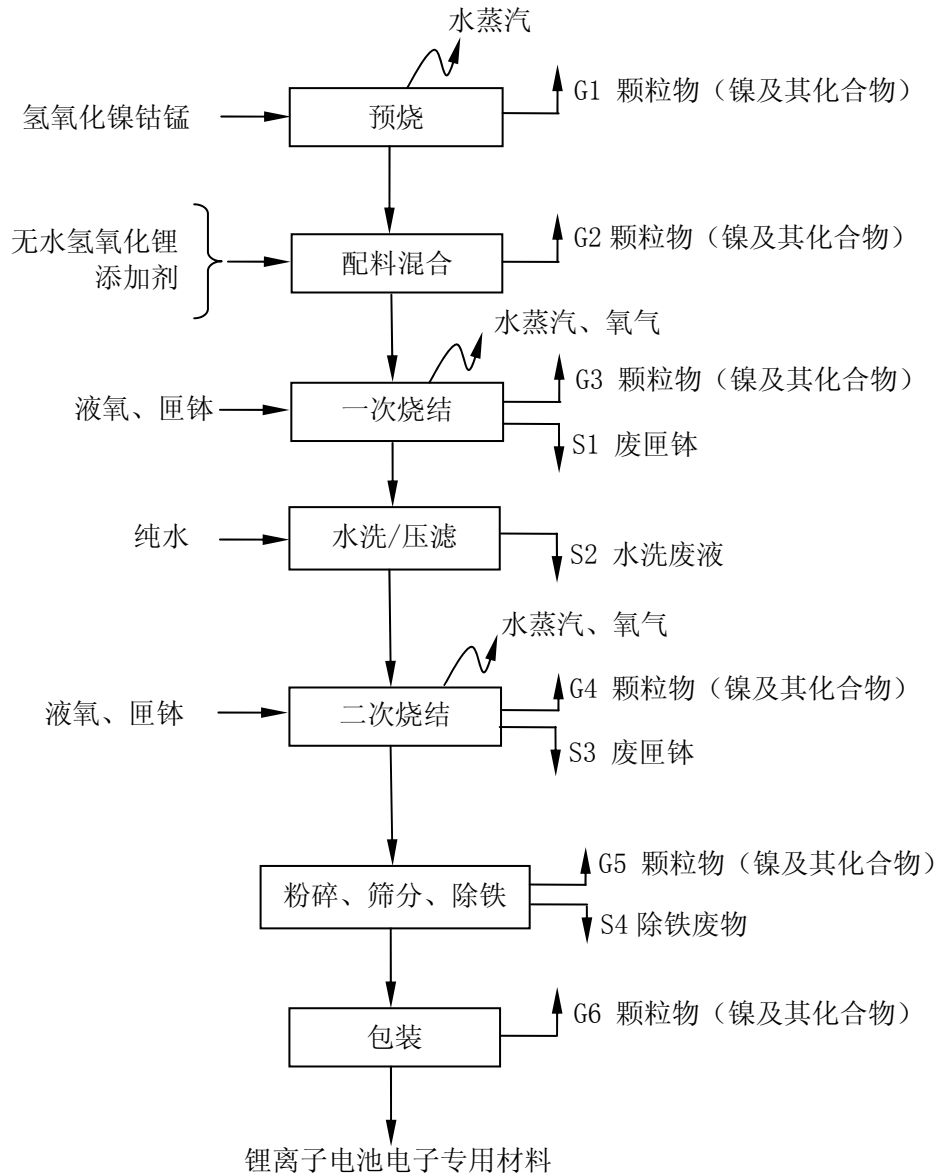 水蒸汽
G1 颗粒物（镍及其化合物）
氢氧化镍钴锰
预烧
无水氢氧化锂
添加剂
配料混合
G2 颗粒物（镍及其化合物）
水蒸汽、氧气
G3 颗粒物（镍及其化合物）
液氧、匣钵
一次烧结
S1 废匣钵
纯水
水洗/压滤
S2 水洗废液
水蒸汽、氧气
G4 颗粒物（镍及其化合物）
液氧、匣钵
二次烧结
S3 废匣钵
G5 颗粒物（镍及其化合物）
粉碎、筛分、除铁
S4 除铁废物
G6 颗粒物（镍及其化合物）
包装
锂离子电池电子专用材料